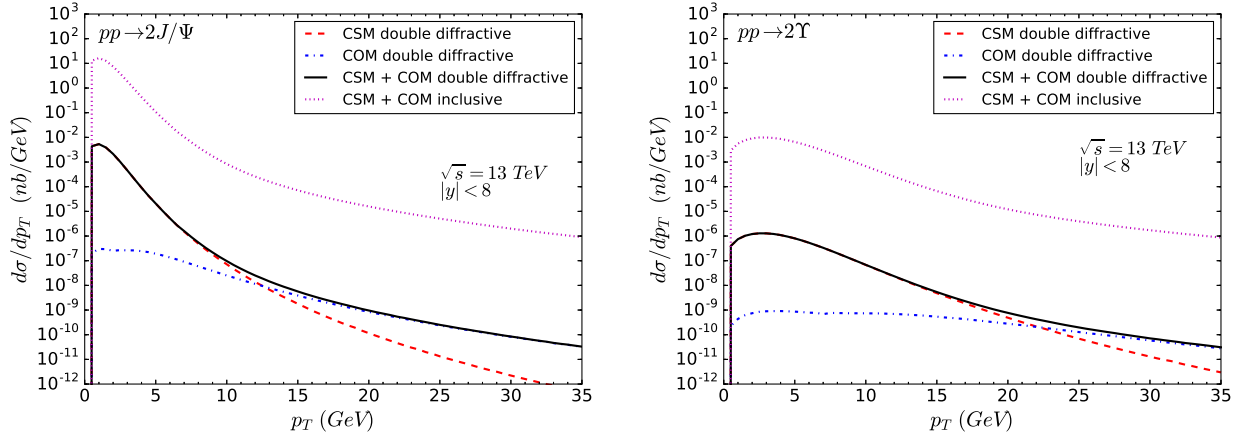 pp→2J/Ψ
CSM double diffractive
COM double diffractive
CSM + COM double diffractive
CSM + COM inclusive
√s = 13 TeV
|y| < 8
dσ/dp_T (nb/GeV)
10^3
10^2
10^1
10^0
10^-1
10^-2
10^-3
10^-4
10^-5
10^-6
10^-7
10^-8
10^-9
10^-10
10^-11
10^-12
0 5 10 15 20 25 30 35
p_T (GeV)
pp→2Υ
CSM double diffractive
COM double diffractive
CSM + COM double diffractive
CSM + COM inclusive
√s = 13 TeV
|y| < 8
dσ/dp_T (nb/GeV)
10^3
10^2
10^1
10^0
10^-1
10^-2
10^-3
10^-4
10^-5
10^-6
10^-7
10^-8
10^-9
10^-10
10^-11
10^-12
0 5 10 15 20 25 30 35
p_T (GeV)